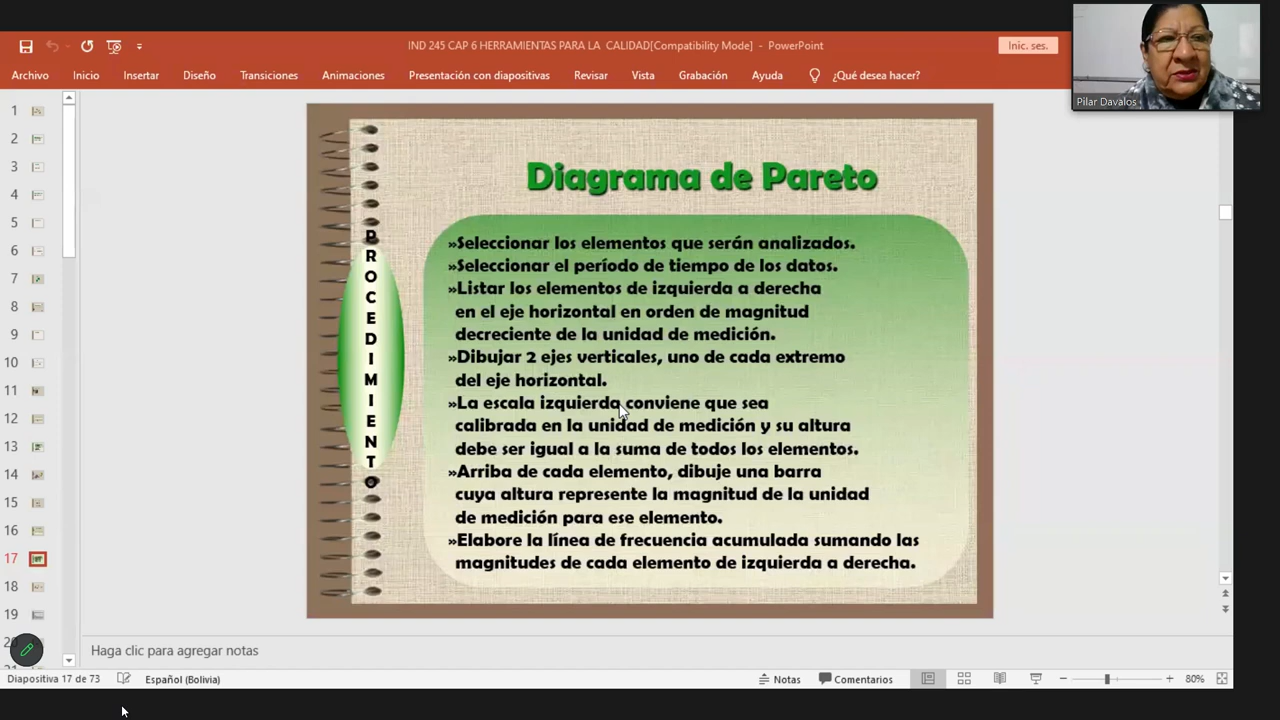 IND 245 CAP 6 HERRAMIENTAS PARA LA  CALIDAD[Compatibility Mode]  -  PowerPoint
Inic. ses.
Archivo
Inicio
Insertar
Diseño
Transiciones
Animaciones
Presentación con diapositivas
Revisar
Vista
Grabación
Ayuda
¿Qué desea hacer?
Pilar Davalos
1
2
3
4
5
6
7
8
9
10
11
12
13
14
15
16
17
18
19
20
Diagrama de Pareto
PROCEDIMIENTO
»Seleccionar los elementos que serán analizados.
»Seleccionar el período de tiempo de los datos.
»Listar los elementos de izquierda a derecha
en el eje horizontal en orden de magnitud
decreciente de la unidad de medición.
»Dibujar 2 ejes verticales, uno de cada extremo
del eje horizontal.
»La escala izquierda conviene que sea
calibrada en la unidad de medición y su altura
debe ser igual a la suma de todos los elementos.
»Arriba de cada elemento, dibuje una barra
cuya altura represente la magnitud de la unidad
de medición para ese elemento.
»Elabore la línea de frecuencia acumulada sumando las
magnitudes de cada elemento de izquierda a derecha.
Haga clic para agregar notas
Diapositiva 17 de 73
Español (Bolivia)
Notas
Comentarios
80%